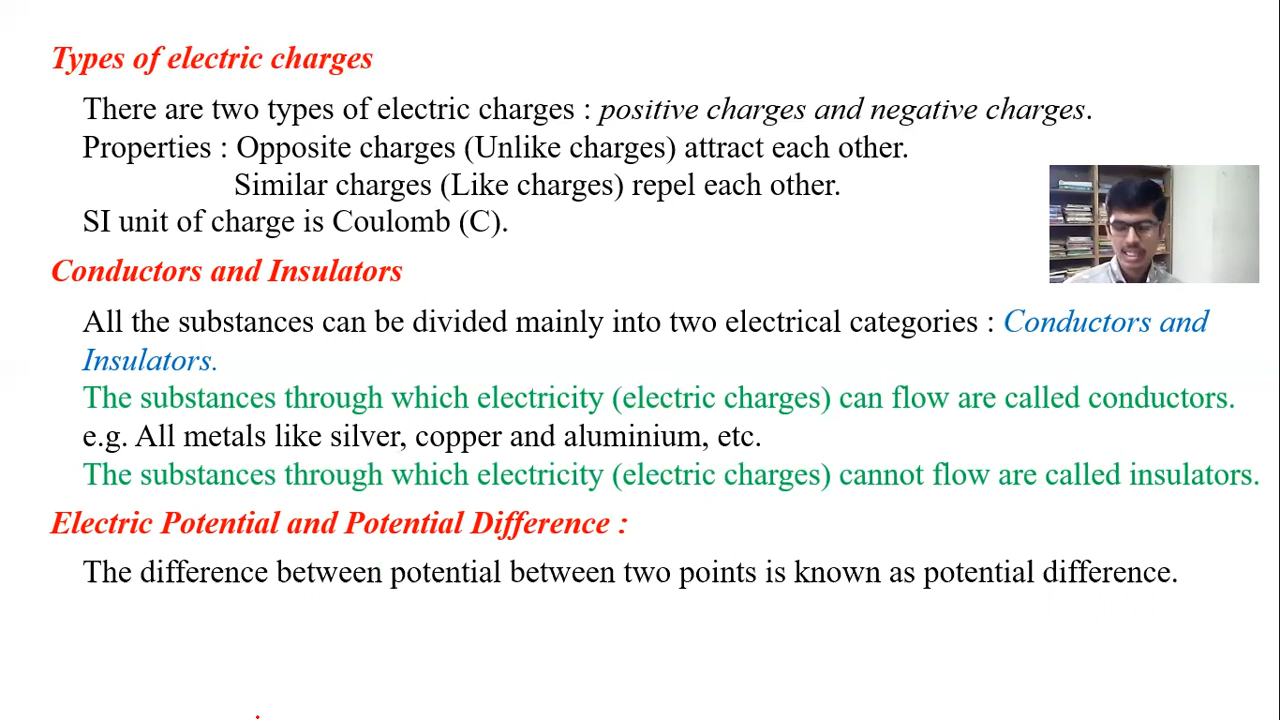 Types of electric charges
There are two types of electric charges : positive charges and negative charges.
Properties : Opposite charges (Unlike charges) attract each other.
Similar charges (Like charges) repel each other.
SI unit of charge is Coulomb (C).
Conductors and Insulators
All the substances can be divided mainly into two electrical categories : Conductors and
Insulators.
The substances through which electricity (electric charges) can flow are called conductors.
e.g. All metals like silver, copper and aluminium, etc.
The substances through which electricity (electric charges) cannot flow are called insulators.
Electric Potential and Potential Difference :
The difference between potential between two points is known as potential difference.